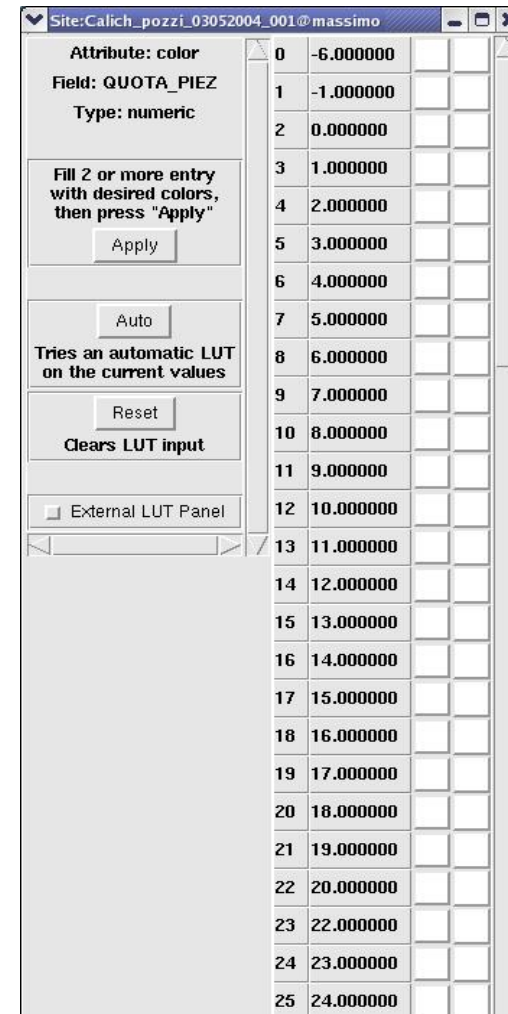 Site:Calich_pozzi_03052004_001@massimo
Attribute: color
Field: QUOTA_PIEZ
Type: numeric
Fill 2 or more entry
with desired colors,
then press "Apply"
Apply
Auto
Tries an automatic LUT
on the current values
Reset
Clears LUT input
External LUT Panel
0 -6.000000
1 -1.000000
2 0.000000
3 1.000000
4 2.000000
5 3.000000
6 4.000000
7 5.000000
8 6.000000
9 7.000000
10 8.000000
11 9.000000
12 10.000000
13 11.000000
14 12.000000
15 13.000000
16 14.000000
17 15.000000
18 16.000000
19 17.000000
20 18.000000
21 19.000000
22 20.000000
23 22.000000
24 23.000000
25 24.000000